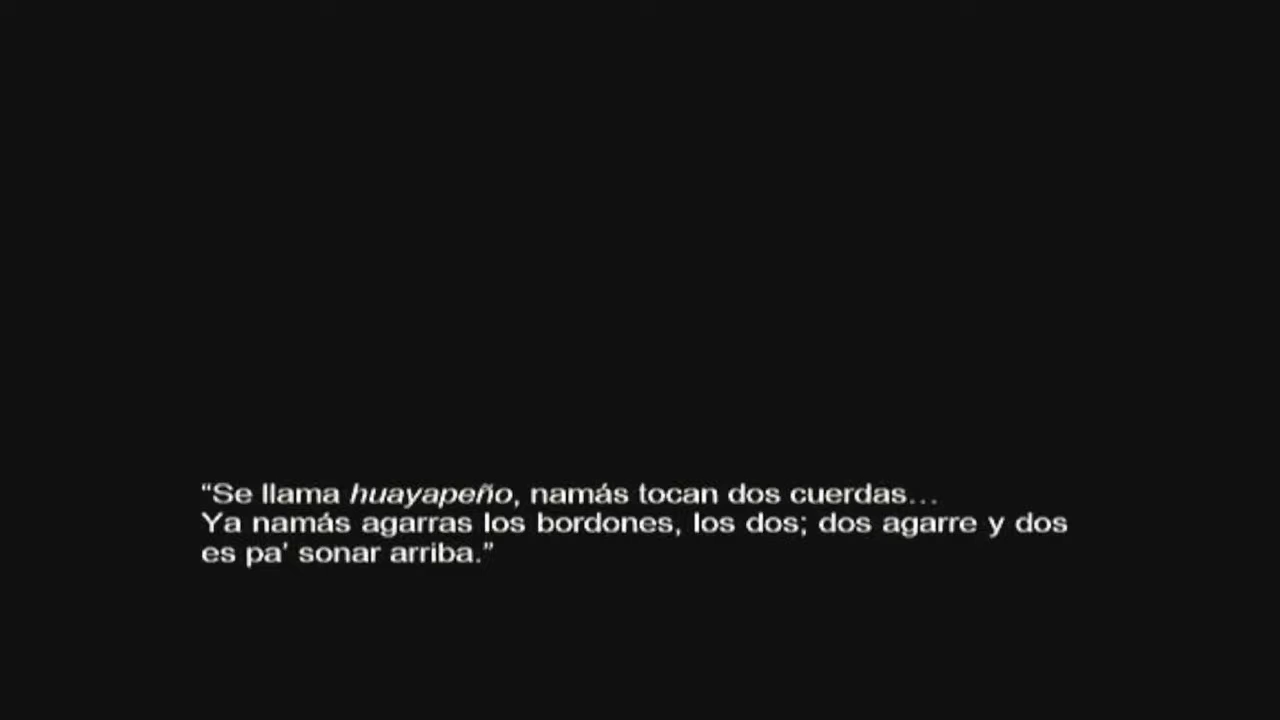 “Se llama huayapeño, namás tocan dos cuerdas…
Ya namás agarras los bordones, los dos; dos agarre y dos
es pa’ sonar arriba.”